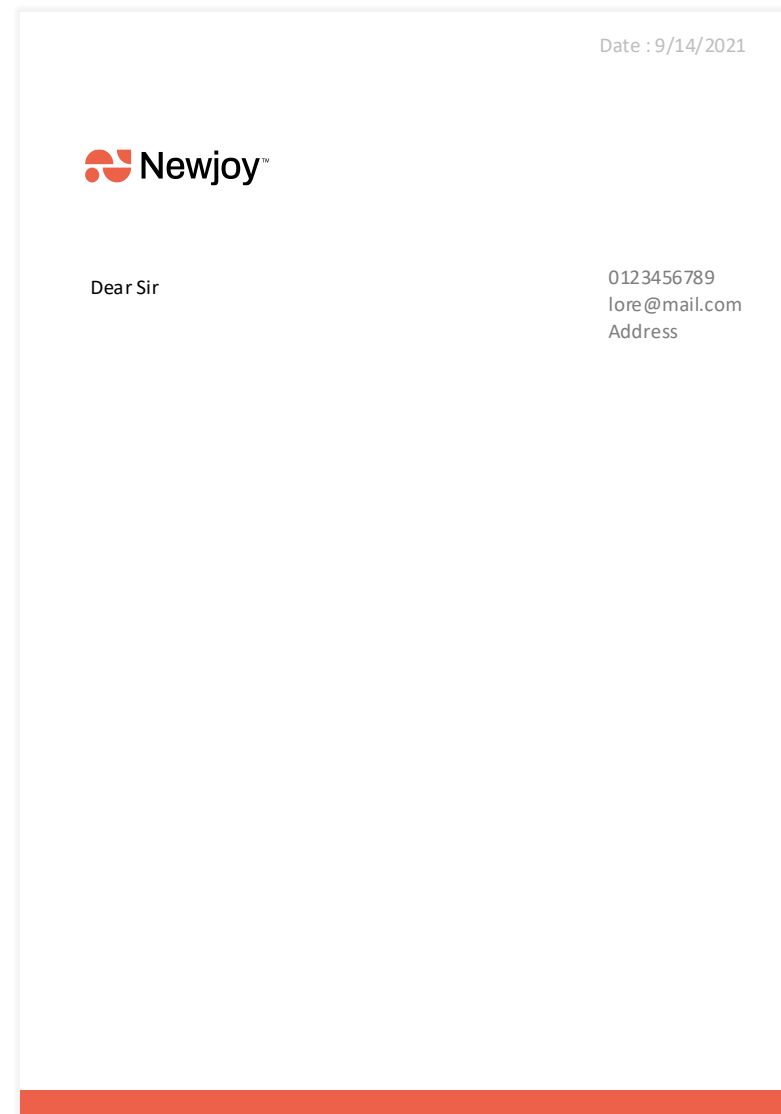 Date : 9/14/2021
Newjoy™
Dear Sir
0123456789
lore@mail.com
Address